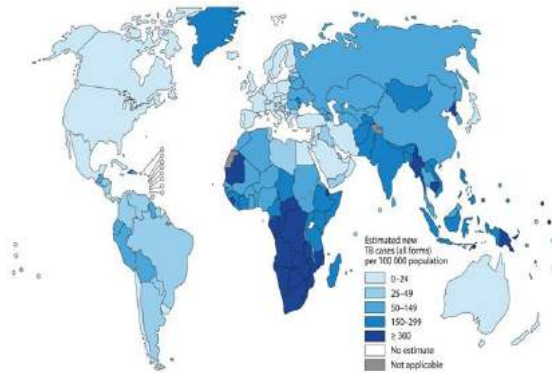 Estimated new
TB cases (all forms)
per 100 000 population
0–24
25–49
50–149
150–299
≥ 300
No estimate
Not applicable